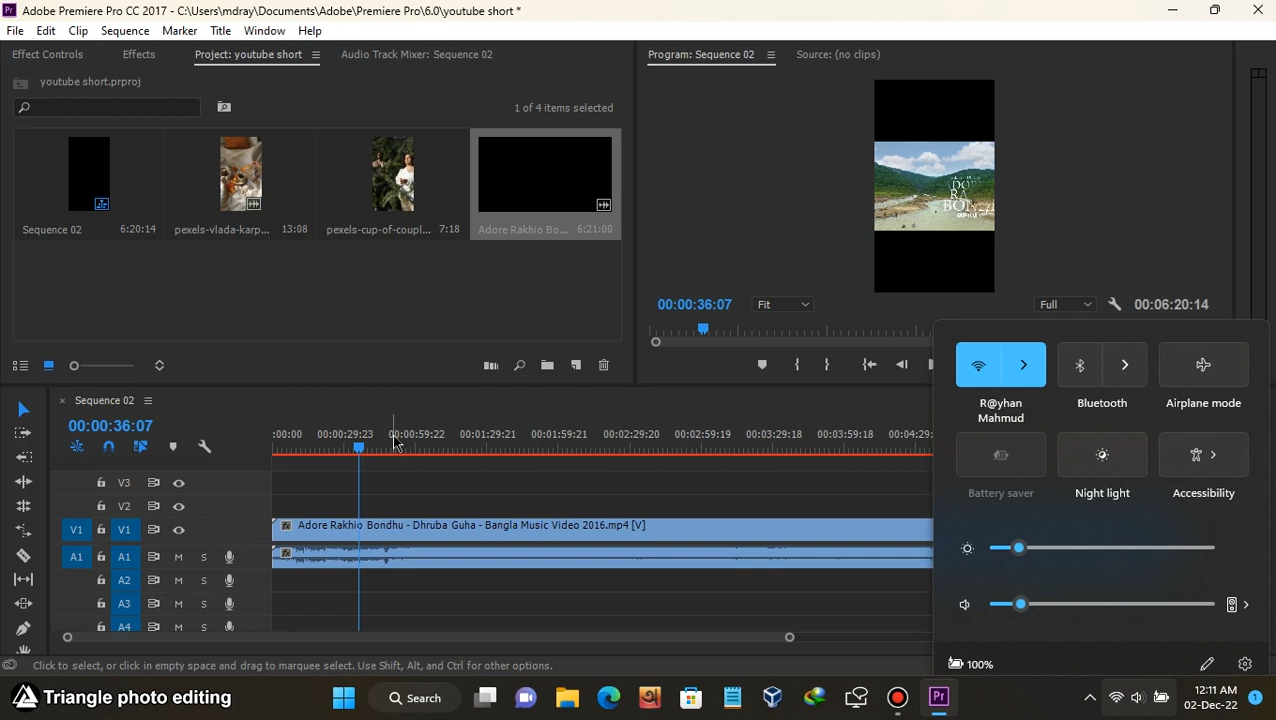 Adobe Premiere Pro CC 2017 - C:\Users\mdray\Documents\Adobe\Premiere Pro\6.0\youtube short *
File Edit Clip Sequence Marker Title Window Help
Effect Controls Effects Project: youtube short Audio Track Mixer: Sequence 02
Program: Sequence 02 Source: (no clips)
youtube short.prproj
1 of 4 items selected
Sequence 02 6:20:14
pexels-vlada-karp... 13:08
pexels-cup-of-coupl... 7:18
Adore Rakhio Bo... 6:21:00
00:00:36:07 Fit Full 00:06:20:14
Sequence 02
00:00:36:07
:00:00 00:00:29:23 00:00:59:22 00:01:29:21 00:01:59:21 00:02:29:20 00:02:59:19 00:03:29:18 00:03:59:18 00:04:29:
V3
V2
V1 V1 Adore Rakhio Bondhu - Dhruba Guha - Bangla Music Video 2016.mp4 [V]
A1 A1 M S
A2 M S
A3 M S
A4 M S
R@yhan
Mahmud
Bluetooth
Airplane mode
Battery saver
Night light
Accessibility
100%
Click to select, or click in empty space and drag to marquee select. Use Shift, Alt, and Ctrl for other options.
Triangle photo editing
Search
Pr
12:11 AM
02-Dec-22
1